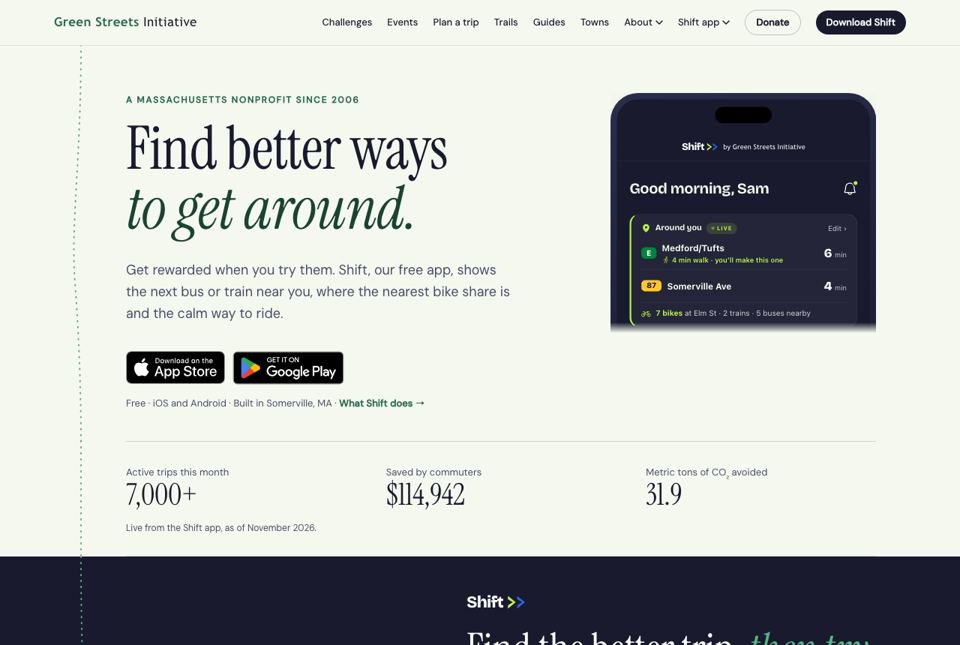 Green Streets Initiative
Challenges
Events
Plan a trip
Trails
Guides
Towns
About
Shift app
Donate
Download Shift
A MASSACHUSETTS NONPROFIT SINCE 2006
Find better ways
to get around.
Get rewarded when you try them. Shift, our free app, shows
the next bus or train near you, where the nearest bike share is
and the calm way to ride.
Download on the
App Store
GET IT ON
Google Play
Free · iOS and Android · Built in Somerville, MA · What Shift does →
Shift >> by Green Streets Initiative
Good morning, Sam
Around you
LIVE
Edit ›
E Medford/Tufts 6 min
4 min walk · you'll make this one
87 Somerville Ave 4 min
7 bikes at Elm St · 2 trains · 5 buses nearby
Active trips this month
7,000+
Saved by commuters
$114,942
Metric tons of CO₂ avoided
31.9
Live from the Shift app, as of November 2026.
Shift >>
Find the better trip, then try